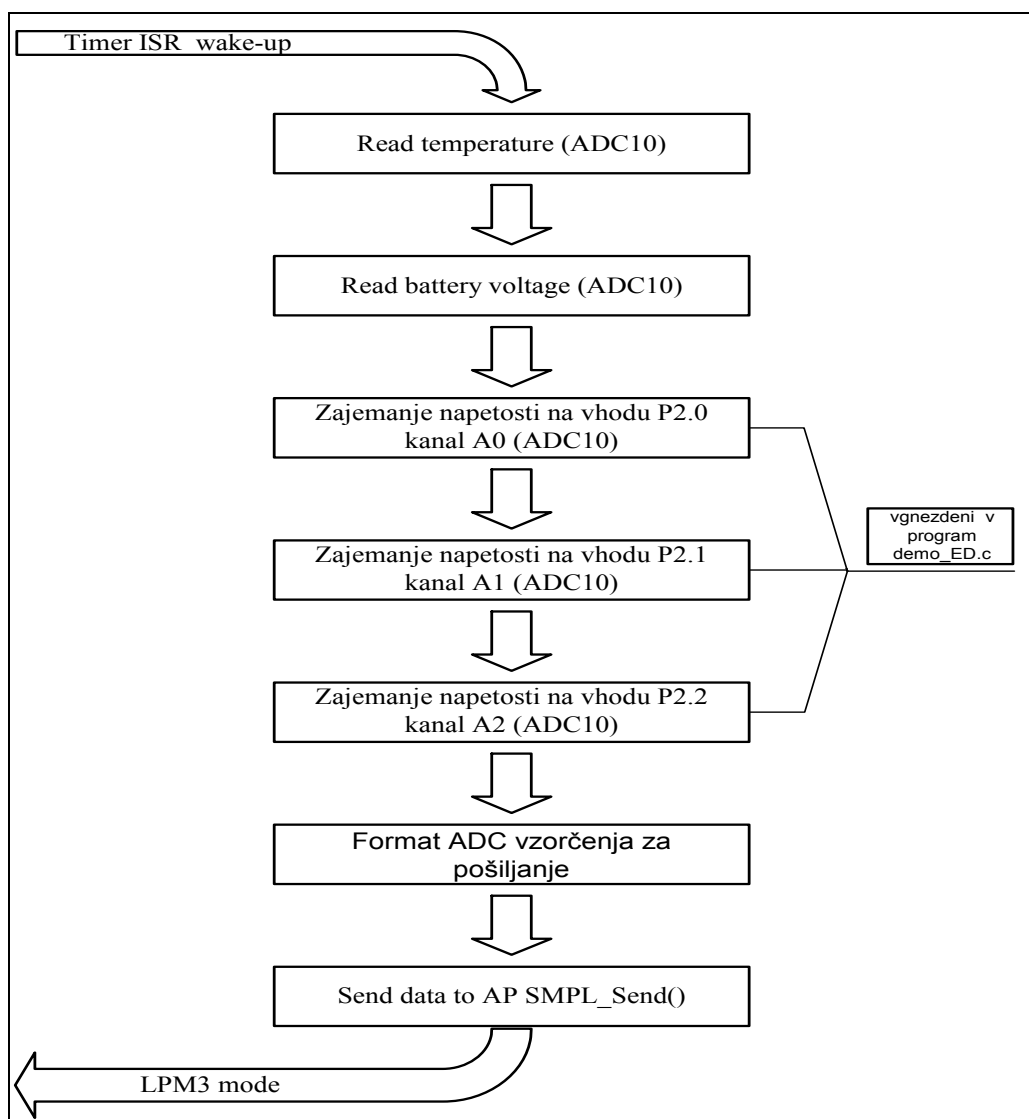 Timer ISR wake-up
Read temperature (ADC10)
Read battery voltage (ADC10)
Zajemanje napetosti na vhodu P2.0
kanal A0 (ADC10)
vgnezdeni v
program
demo_ED.c
Zajemanje napetosti na vhodu P2.1
kanal A1 (ADC10)
Zajemanje napetosti na vhodu P2.2
kanal A2 (ADC10)
Format ADC vzorčenja za
pošiljanje
Send data to AP SMPL_Send()
LPM3 mode